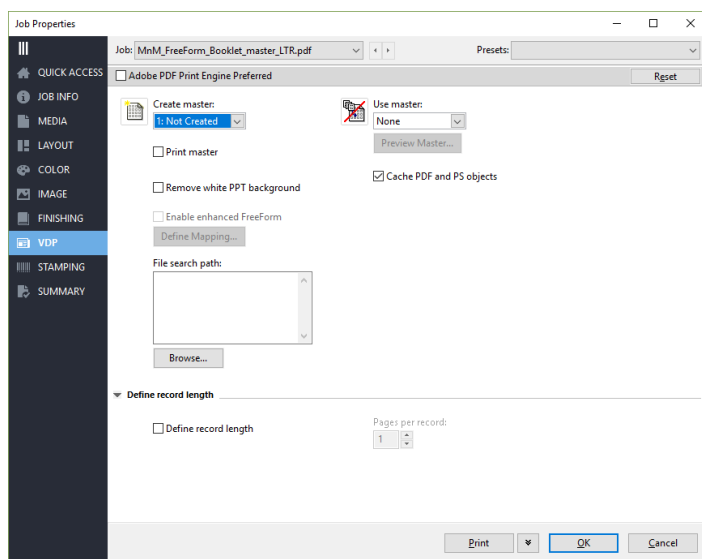 Job Properties
Job: MnM_FreeForm_Booklet_master_LTR.pdf
Presets:
QUICK ACCESS
JOB INFO
MEDIA
LAYOUT
COLOR
IMAGE
FINISHING
VDP
STAMPING
SUMMARY
Adobe PDF Print Engine Preferred
Reset
Create master:
1: Not Created
Use master:
None
Preview Master...
Print master
Cache PDF and PS objects
Remove white PPT background
Enable enhanced FreeForm
Define Mapping...
File search path:
Browse...
Define record length
Define record length
Pages per record:
1
Print
OK
Cancel